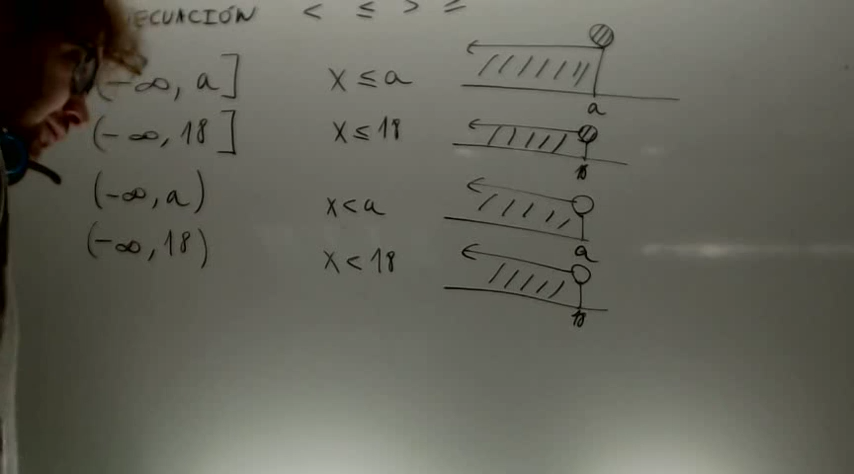 ECUACIÓN < ≤ > ≥
(-∞, a] x ≤ a a
(-∞, 18] x ≤ 18 18
(-∞, a) x < a a
(-∞, 18) x < 18 18